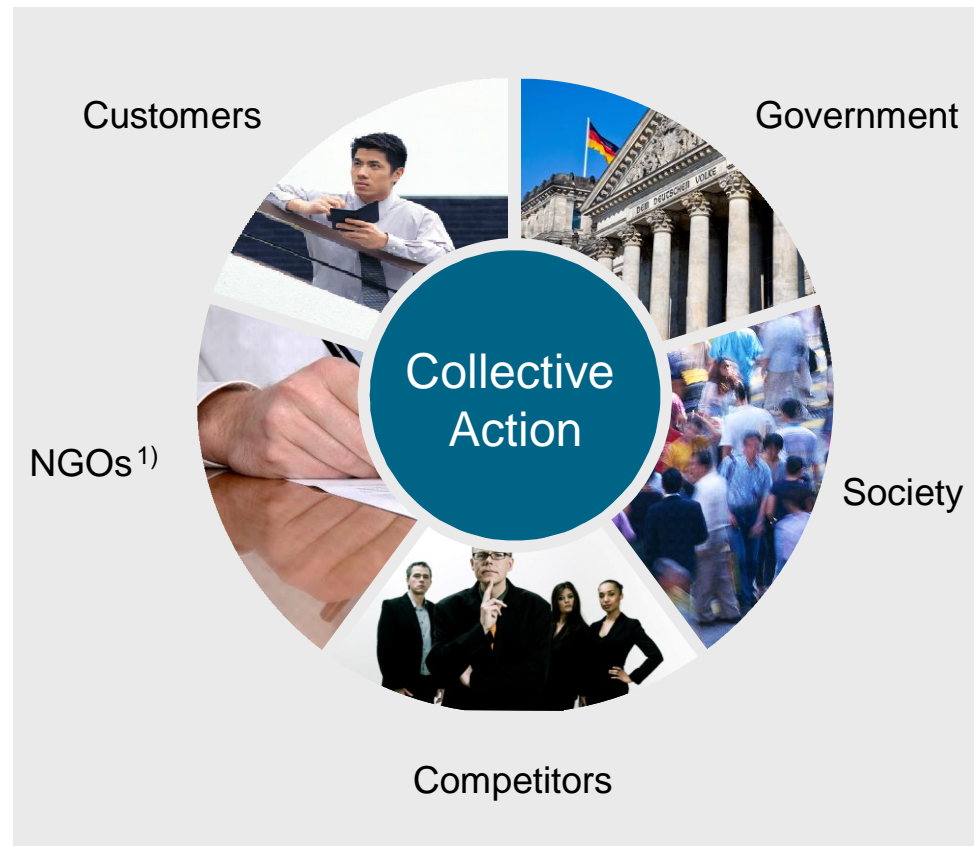 Customers
Government
DEM DEUTSCHEN VOLKE
Collective
Action
NGOs 1)
Society
Competitors